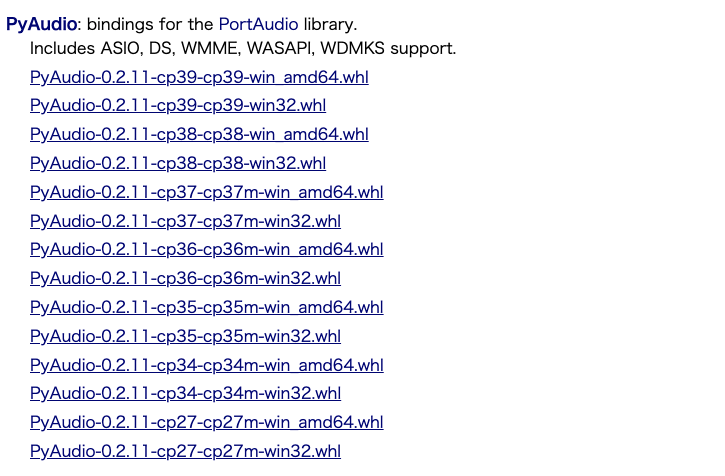 PyAudio: bindings for the PortAudio library.
Includes ASIO, DS, WMME, WASAPI, WDMKS support.
PyAudio-0.2.11-cp39-cp39-win_amd64.whl
PyAudio-0.2.11-cp39-cp39-win32.whl
PyAudio-0.2.11-cp38-cp38-win_amd64.whl
PyAudio-0.2.11-cp38-cp38-win32.whl
PyAudio-0.2.11-cp37-cp37m-win_amd64.whl
PyAudio-0.2.11-cp37-cp37m-win32.whl
PyAudio-0.2.11-cp36-cp36m-win_amd64.whl
PyAudio-0.2.11-cp36-cp36m-win32.whl
PyAudio-0.2.11-cp35-cp35m-win_amd64.whl
PyAudio-0.2.11-cp35-cp35m-win32.whl
PyAudio-0.2.11-cp34-cp34m-win_amd64.whl
PyAudio-0.2.11-cp34-cp34m-win32.whl
PyAudio-0.2.11-cp27-cp27m-win_amd64.whl
PyAudio-0.2.11-cp27-cp27m-win32.whl